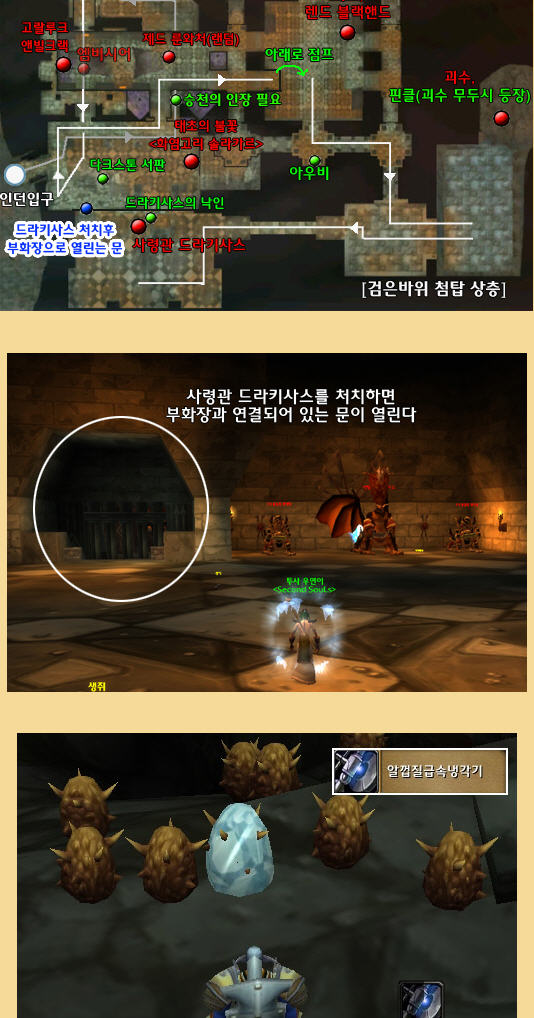 렌드 블랙핸드
고랄루크
앤빌크랙
엠버시어
제드 룬와처(랜덤)
아래로 점프
괴수,
핀클(괴수 무두시 등장)
승천의 인장 필요
태초의 불꽃
<화염고리 솔라카르>
다크스톤 서판
아우비
인던입구
드라키사스의 낙인
드라키사스 처치후
부화장으로 열린는 문
사령관 드라키사스
[검은바위 첨탑 상층]
사령관 드라키사스를 처치하면
부화장과 연결되어 있는 문이 열린다
투사 우연이
<Second SouLs>
생쥐
알껍질급속냉각기